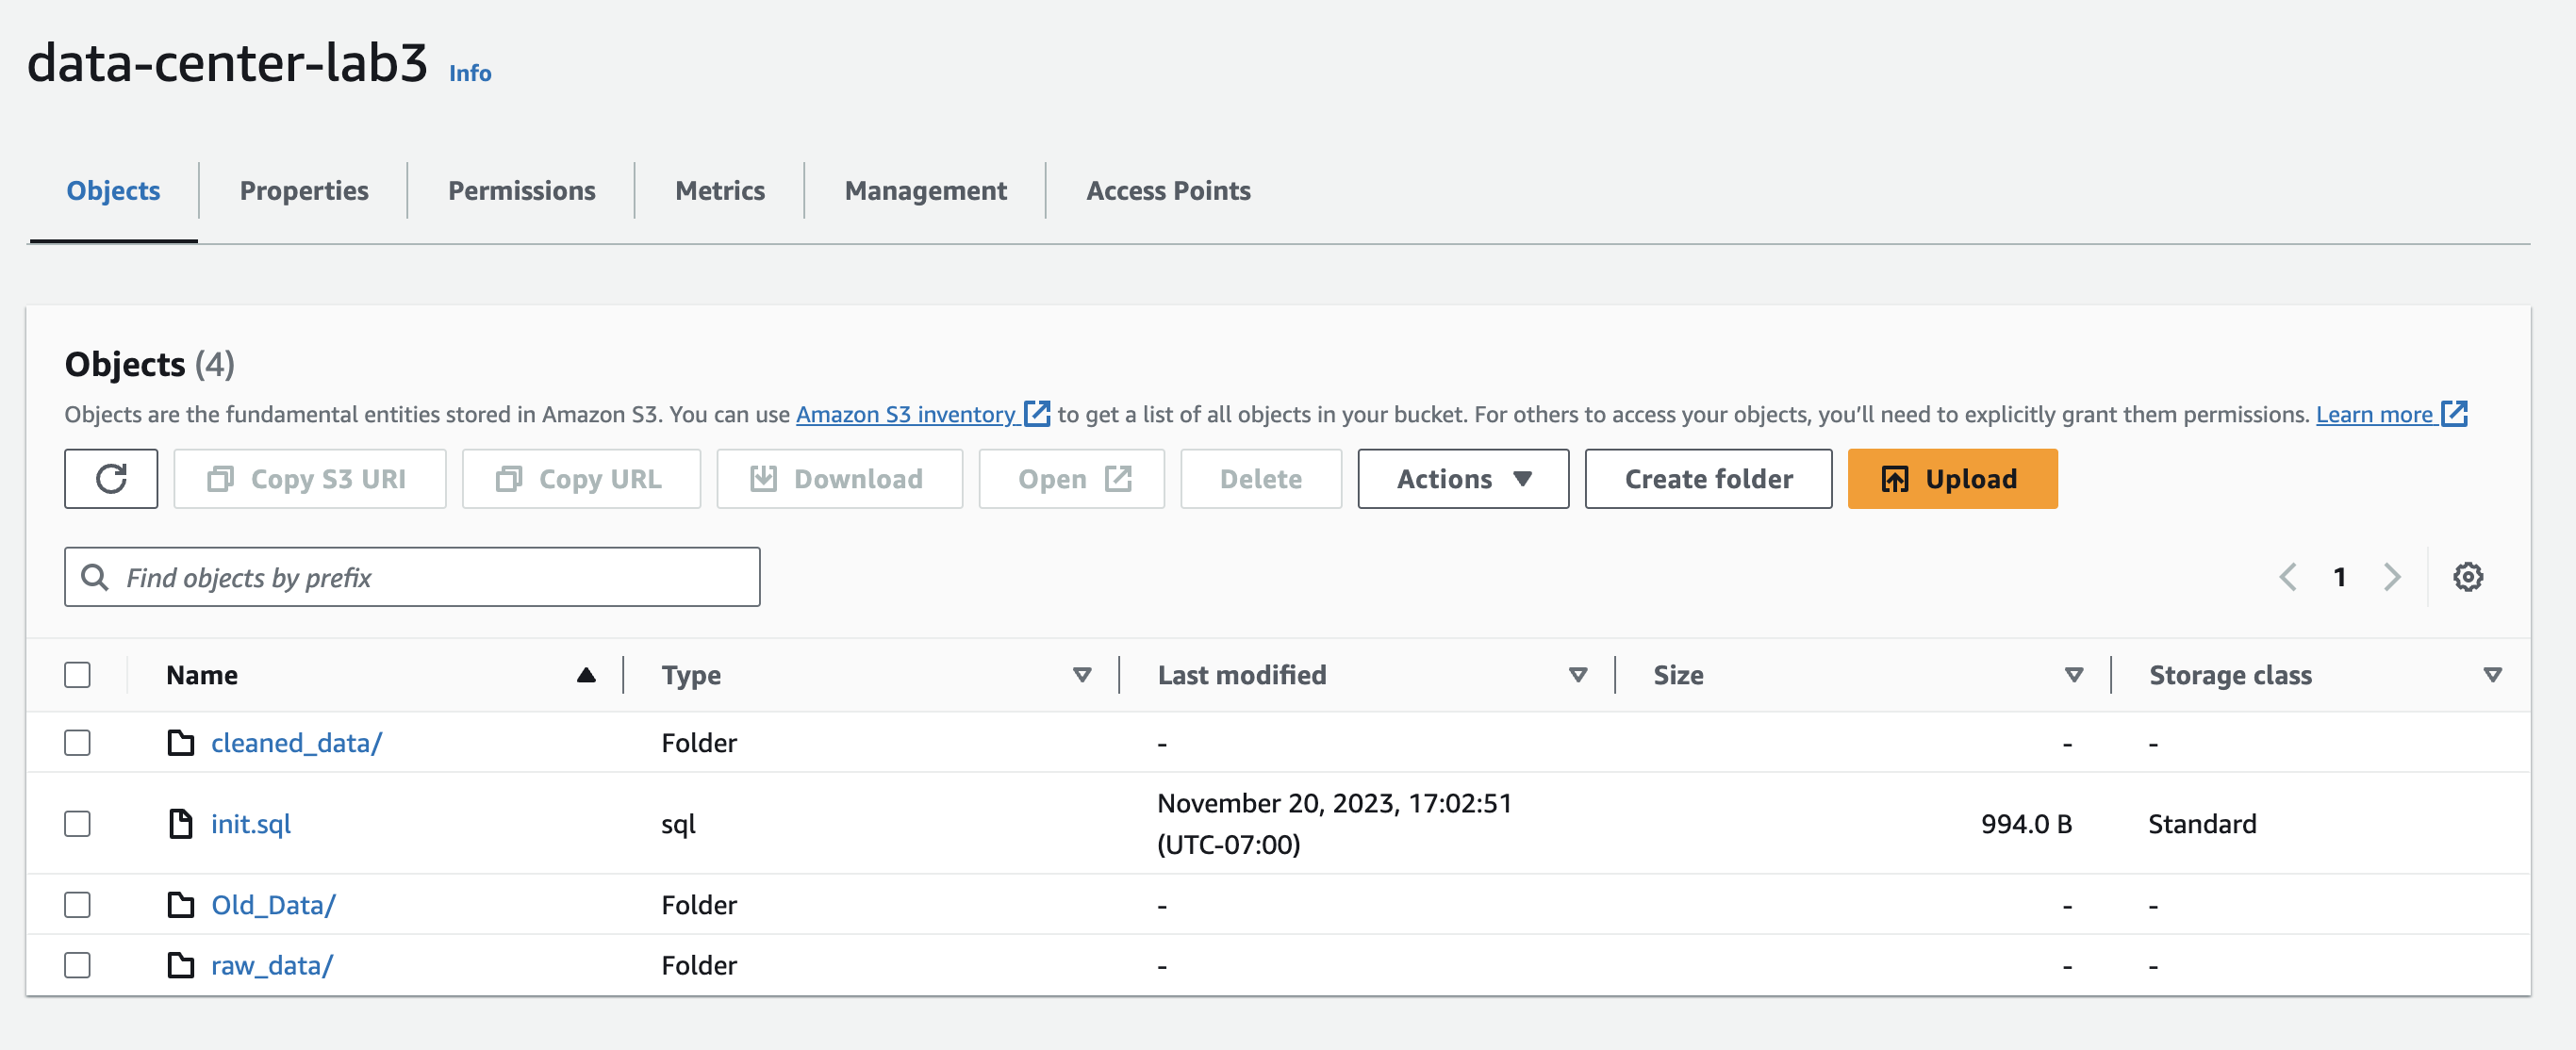 data-center-lab3 Info
Objects Properties Permissions Metrics Management Access Points
Objects (4)
Objects are the fundamental entities stored in Amazon S3. You can use Amazon S3 inventory to get a list of all objects in your bucket. For others to access your objects, you’ll need to explicitly grant them permissions. Learn more
Copy S3 URI Copy URL Download Open Delete Actions Create folder Upload
Find objects by prefix 1
Name Type Last modified Size Storage class
cleaned_data/ Folder - - -
init.sql sql November 20, 2023, 17:02:51 994.0 B Standard
(UTC-07:00)
Old_Data/ Folder - - -
raw_data/ Folder - - -